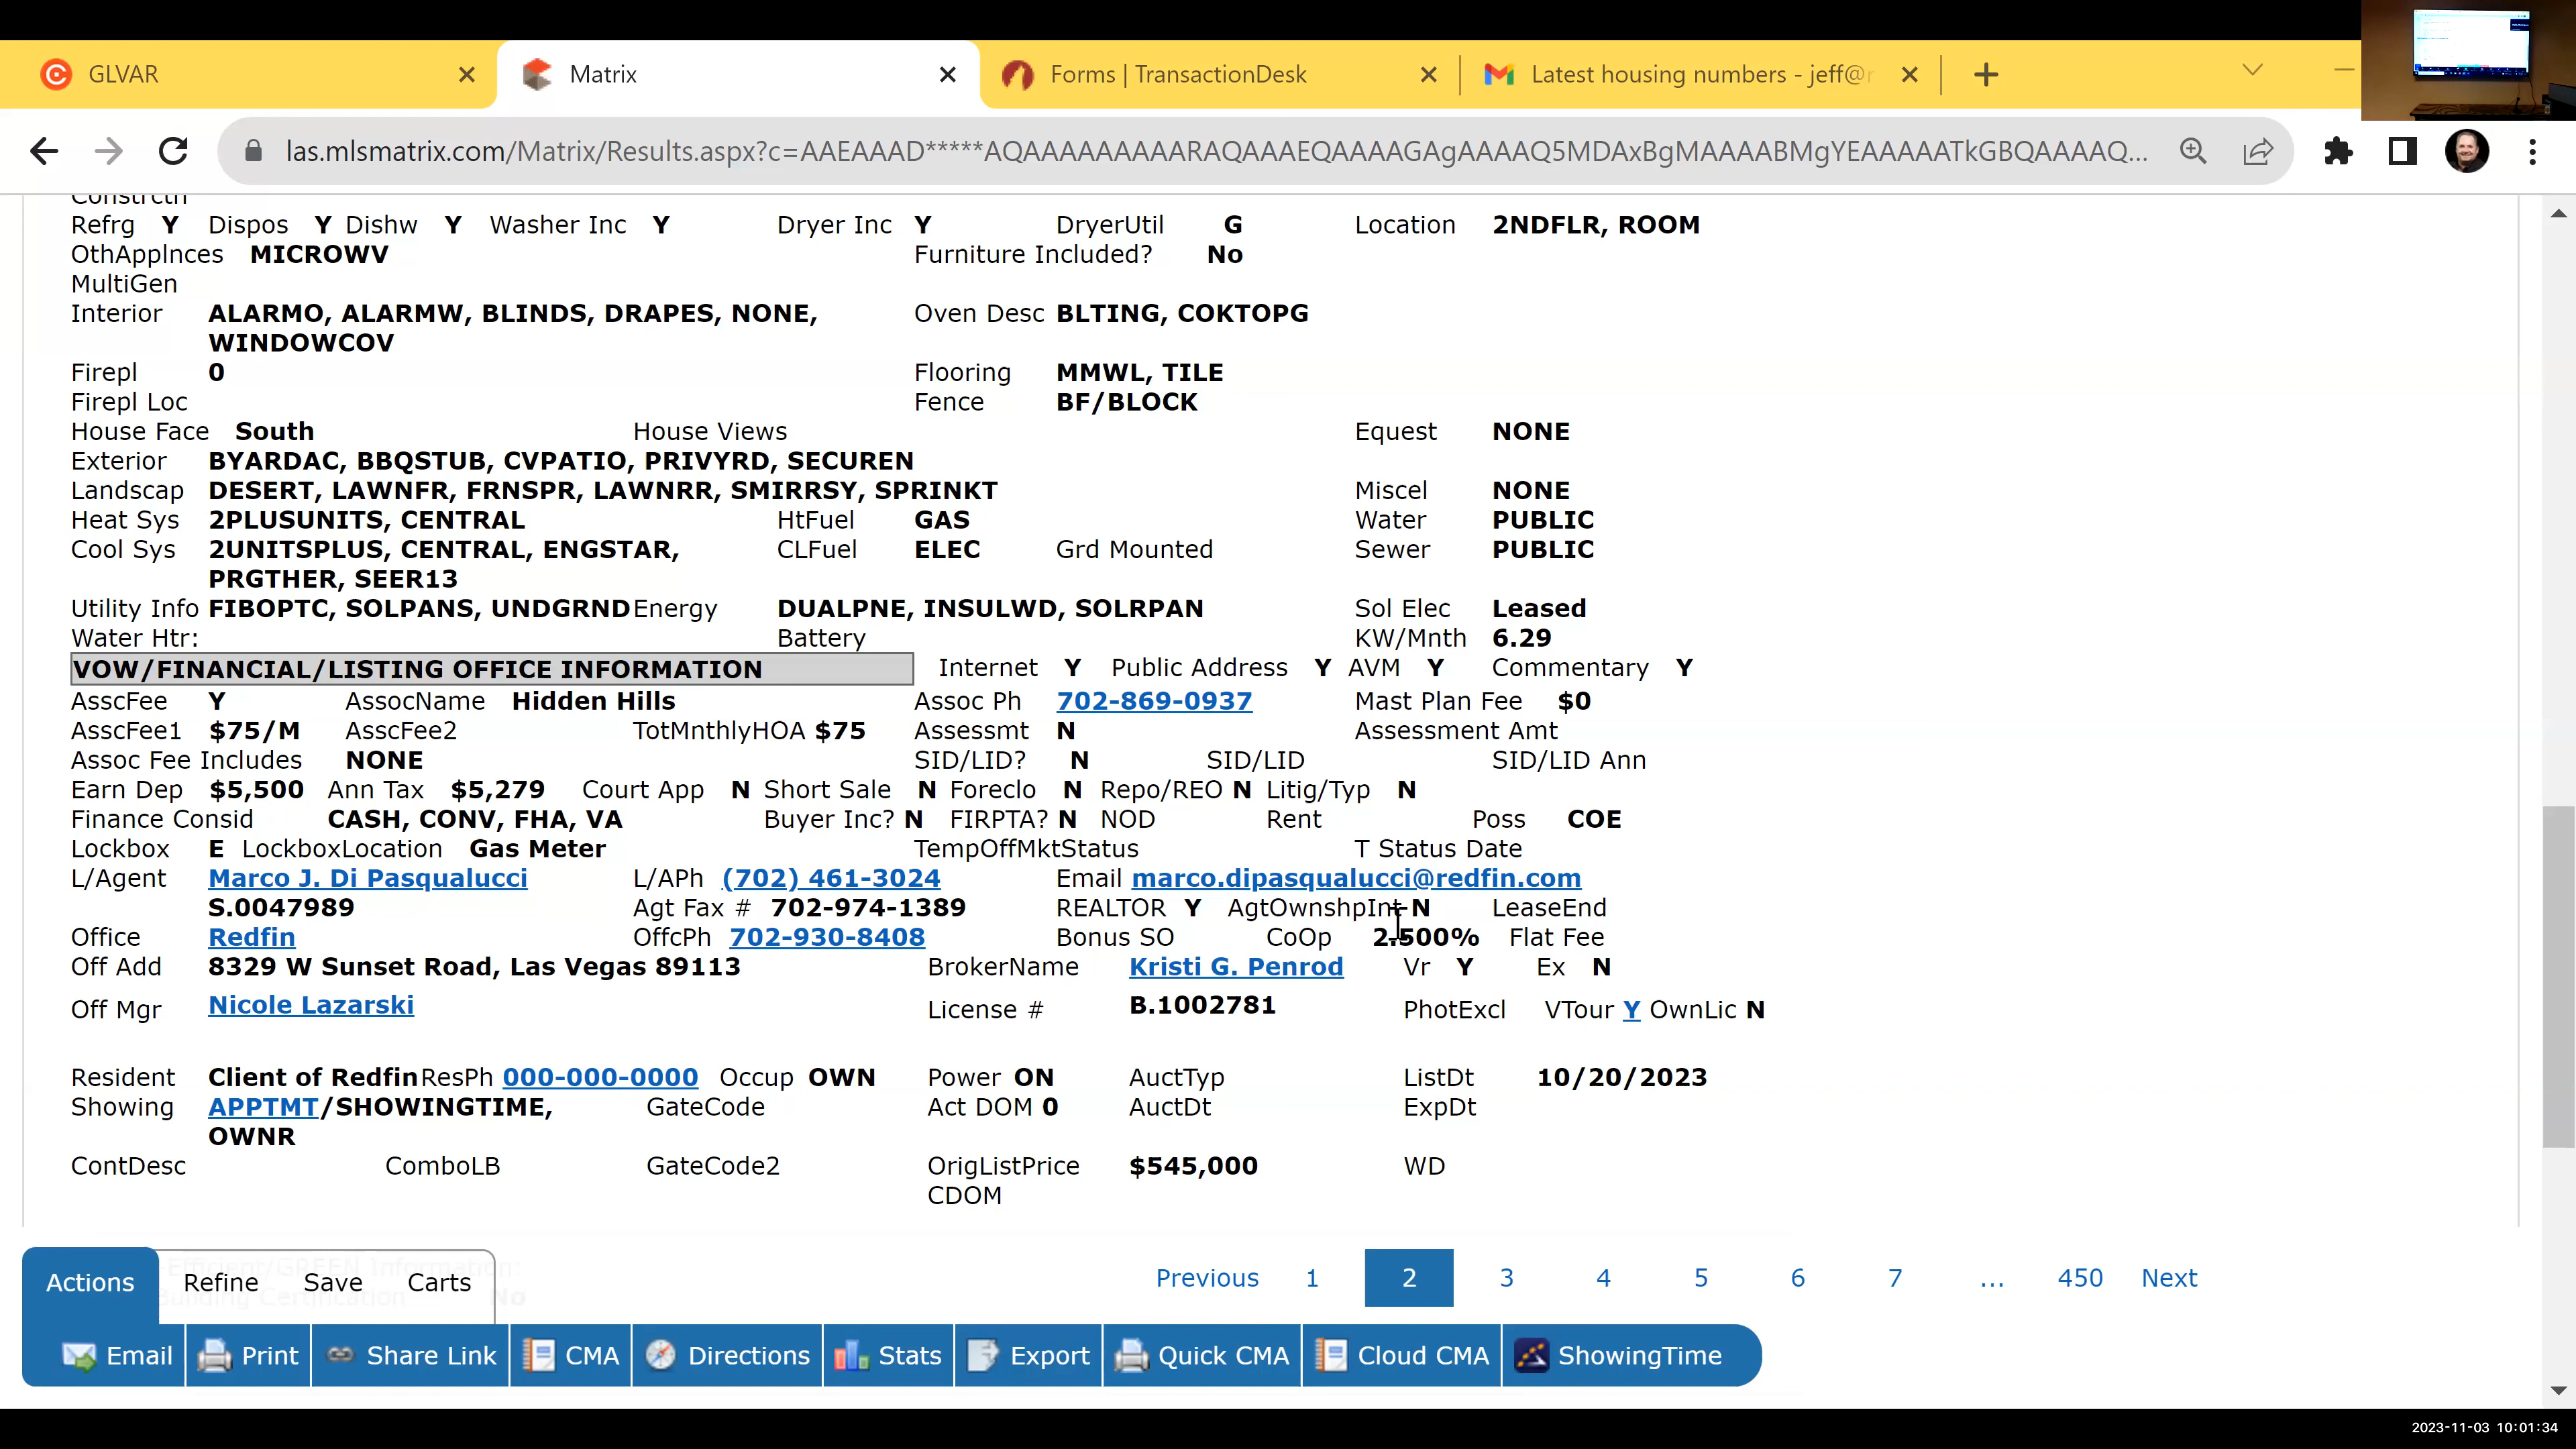 GLVAR
Matrix
Forms | TransactionDesk
Latest housing numbers - jeff@r
las.mlsmatrix.com/Matrix/Results.aspx?c=AAEAAAD*****AQAAAAAAAAARAQAAAEQAAAAGAgAAAAQ5MDAxBgMAAAABMgYEAAAAATkGBQAAAAQ...
Constrctn
Refrg Y Dispos Y Dishw Y Washer Inc Y Dryer Inc Y DryerUtil G Location 2NDFLR, ROOM
OthApplnces MICROWV Furniture Included? No
MultiGen
Interior ALARMO, ALARMW, BLINDS, DRAPES, NONE, Oven Desc BLTING, COKTOPG
WINDOWCOV
Firepl 0 Flooring MMWL, TILE
Firepl Loc Fence BF/BLOCK
House Face South House Views Equest NONE
Exterior BYARDAC, BBQSTUB, CVPATIO, PRIVYRD, SECUREN
Landscap DESERT, LAWNFR, FRNSPR, LAWNRR, SMIRRSY, SPRINKT Miscel NONE
Heat Sys 2PLUSUNITS, CENTRAL HtFuel GAS Water PUBLIC
Cool Sys 2UNITSPLUS, CENTRAL, ENGSTAR, CLFuel ELEC Grd Mounted Sewer PUBLIC
PRGTHER, SEER13
Utility Info FIBOPTC, SOLPANS, UNDGRND Energy DUALPNE, INSULWD, SOLRPAN Sol Elec Leased
Water Htr: Battery KW/Mnth 6.29
VOW/FINANCIAL/LISTING OFFICE INFORMATION Internet Y Public Address Y AVM Y Commentary Y
AsscFee Y AssocName Hidden Hills Assoc Ph 702-869-0937 Mast Plan Fee $0
AsscFee1 $75/M AsscFee2 TotMnthlyHOA $75 Assessmt N Assessment Amt
Assoc Fee Includes NONE SID/LID? N SID/LID SID/LID Ann
Earn Dep $5,500 Ann Tax $5,279 Court App N Short Sale N Foreclo N Repo/REO N Litig/Typ N
Finance Consid CASH, CONV, FHA, VA Buyer Inc? N FIRPTA? N NOD Rent Poss COE
Lockbox E LockboxLocation Gas Meter TempOffMktStatus T Status Date
L/Agent Marco J. Di Pasqualucci L/APh (702) 461-3024 Email marco.dipasqualucci@redfin.com
S.0047989 Agt Fax # 702-974-1389 REALTOR Y AgtOwnshpInt N LeaseEnd
Office Redfin OffcPh 702-930-8408 Bonus SO CoOp 2.500% Flat Fee
Off Add 8329 W Sunset Road, Las Vegas 89113 BrokerName Kristi G. Penrod Vr Y Ex N
Off Mgr Nicole Lazarski License # B.1002781 PhotExcl VTour Y OwnLic N
Resident Client of Redfin ResPh 000-000-0000 Occup OWN Power ON AuctTyp ListDt 10/20/2023
Showing APPTMT/SHOWINGTIME, GateCode Act DOM 0 AuctDt ExpDt
OWNR
ContDesc ComboLB GateCode2 OrigListPrice $545,000 WD
CDOM
Efficient/GREEN Information:
Actions Refine Save Carts Previous 1 2 3 4 5 6 7 ... 450 Next
Building Certification No
Email Print Share Link CMA Directions Stats Export Quick CMA Cloud CMA ShowingTime
2023-11-03 10:01:34